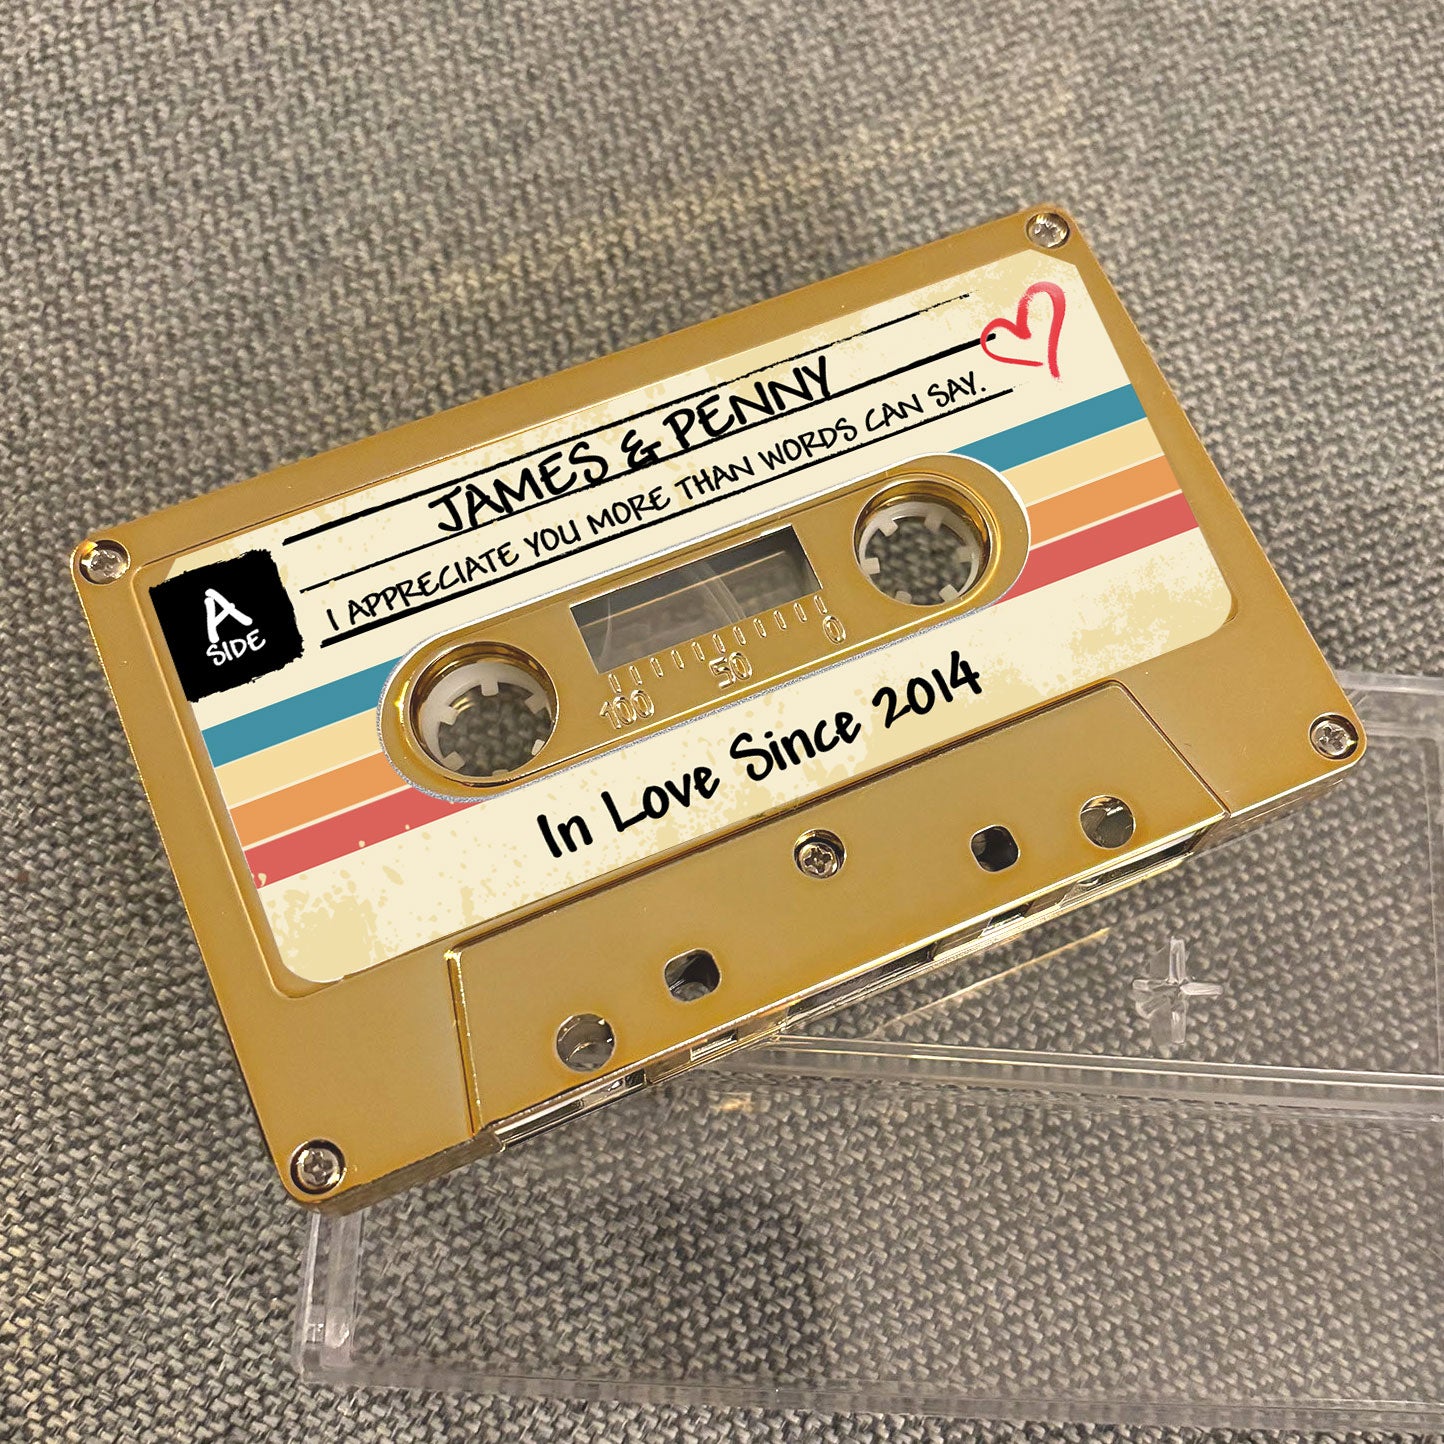 JAMES & PENNY
I APPRECIATE YOU MORE THAN WORDS CAN SAY.
A
SIDE
100 50 0
In Love Since 2014